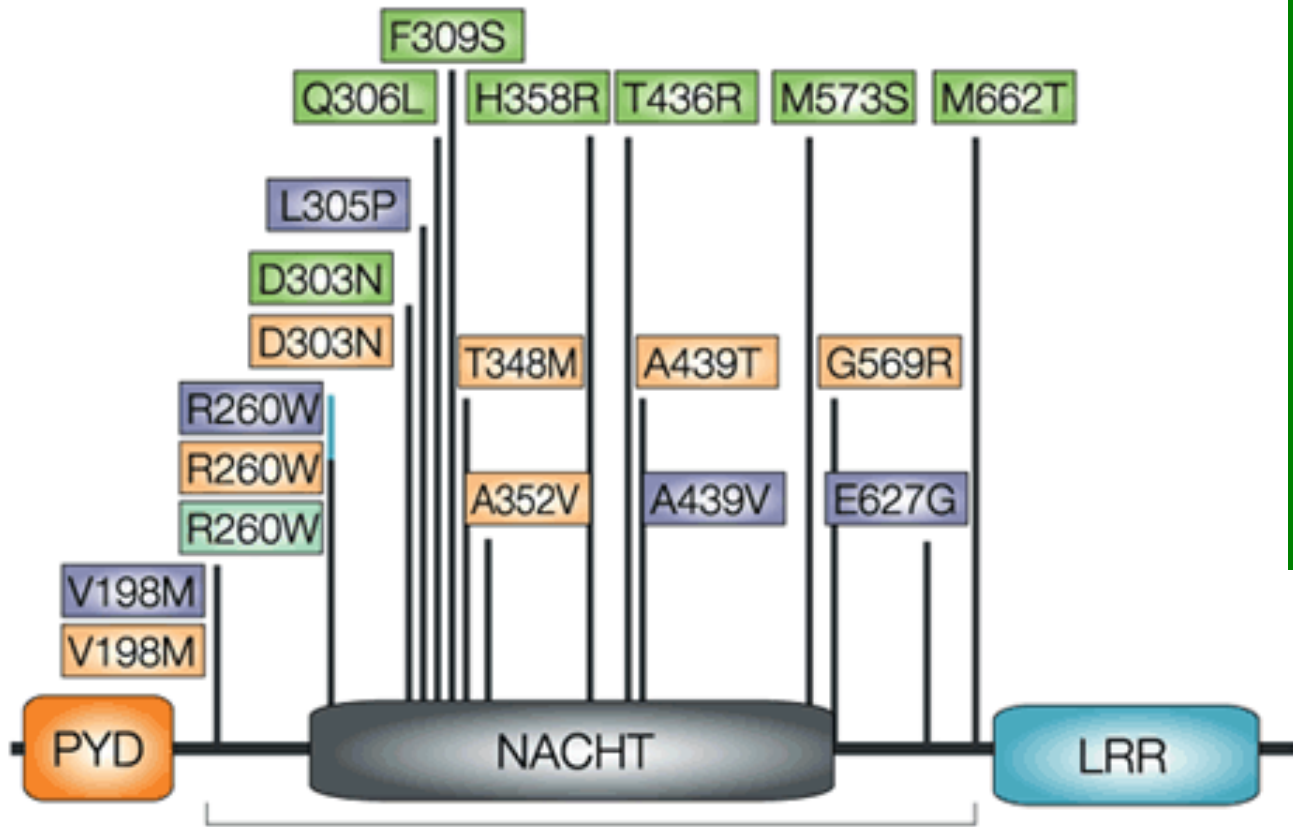 F309S
Q306L H358R T436R M573S M662T
L305P
D303N
D303N
T348M A439T G569R
R260W
R260W
A352V A439V E627G
R260W
V198M
V198M
PYD NACHT LRR